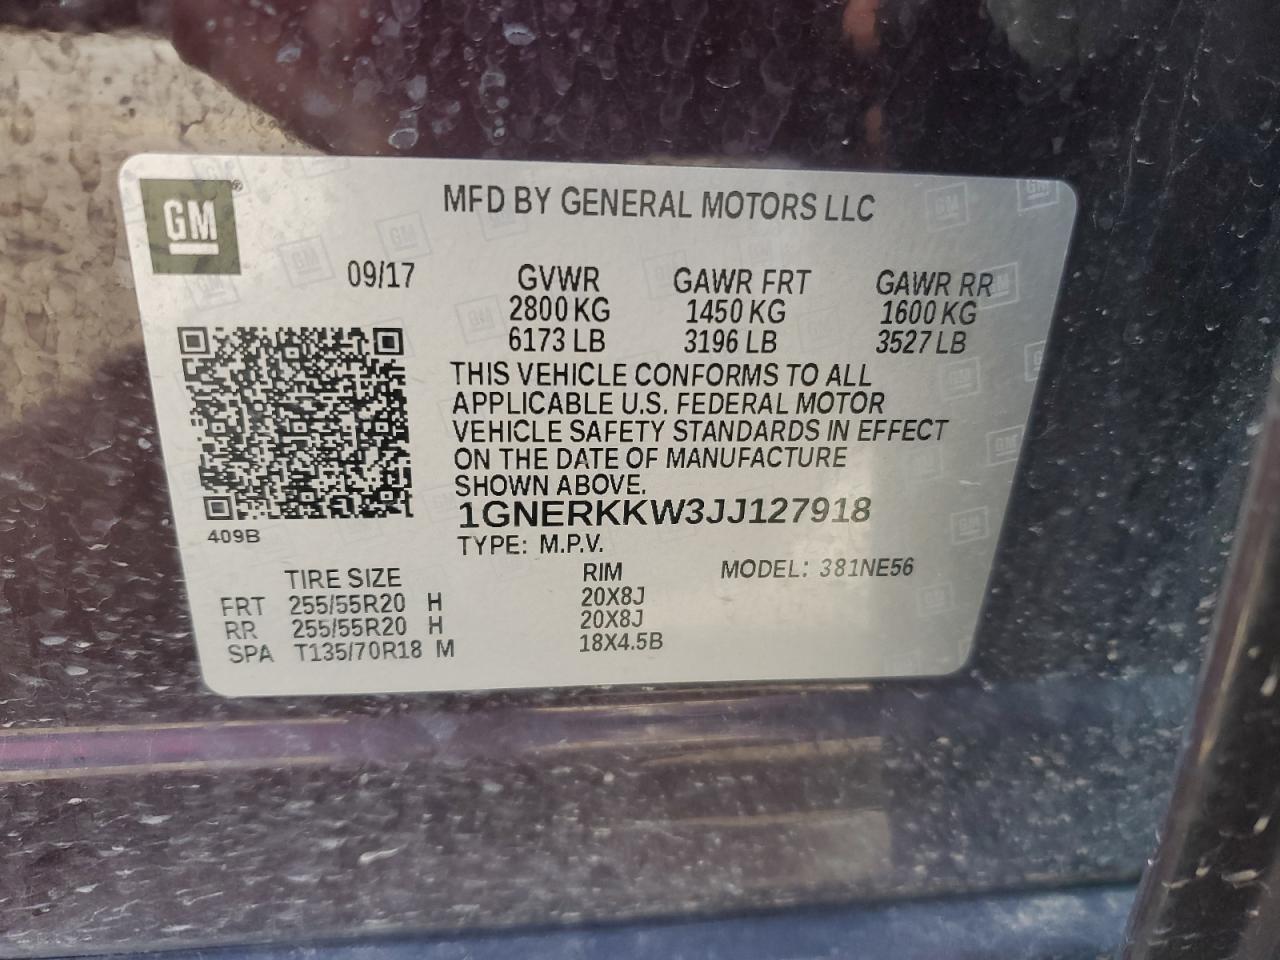 GM®
MFD BY GENERAL MOTORS LLC
09/17
GVWR GAWR FRT GAWR RR
2800 KG 1450 KG 1600 KG
6173 LB 3196 LB 3527 LB
THIS VEHICLE CONFORMS TO ALL
APPLICABLE U.S. FEDERAL MOTOR
VEHICLE SAFETY STANDARDS IN EFFECT
ON THE DATE OF MANUFACTURE
SHOWN ABOVE.
1GNERKKW3JJ127918
409B
TYPE: M.P.V.
TIRE SIZE RIM MODEL: 381NE56
FRT 255/55R20 H 20X8J
RR 255/55R20 H 20X8J
SPA T135/70R18 M 18X4.5B